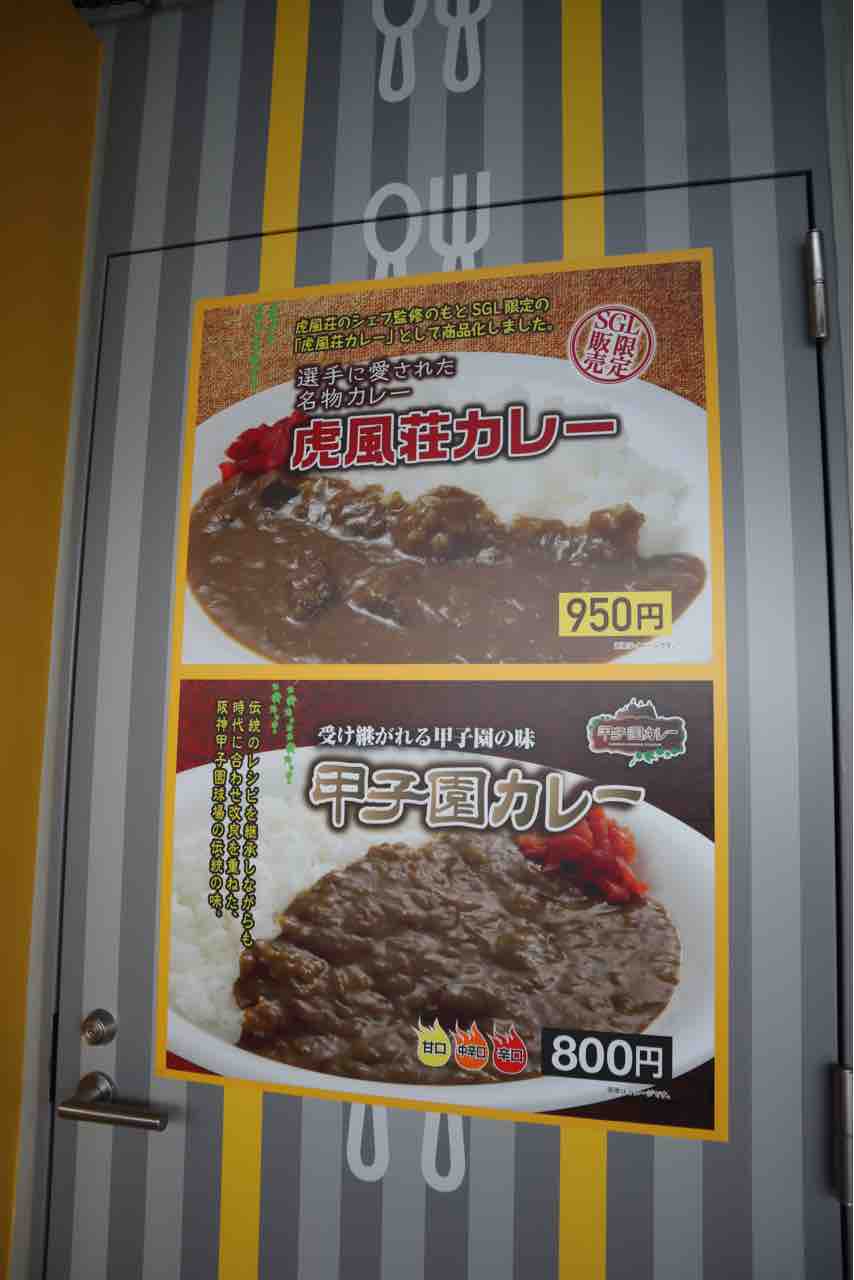 虎風荘のシェフ監修のもとSGL限定の
「虎風荘カレー」として商品化しました。
SGL
限定
販売
選手に愛された
名物カレー
虎風荘カレー
950円
受け継がれる甲子園の味
甲子園カレー
甲子園カレー
伝統のレシピを継承しながらも
時代に合わせ改良を重ねた、
阪神甲子園球場の伝統の味。
甘口
中辛口
辛口
800円